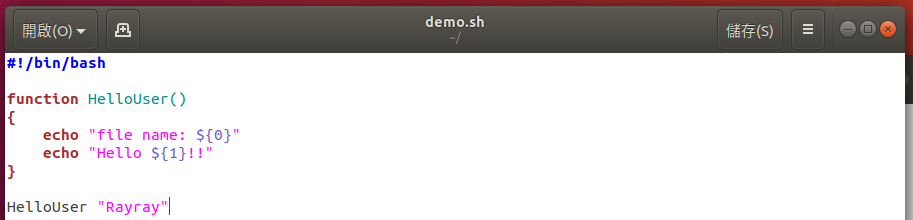 開啟(O)
demo.sh
~/
儲存(S)
#!/bin/bash
function HelloUser()
{
    echo "file name: ${0}"
    echo "Hello ${1}!!"
}
HelloUser "Rayray"